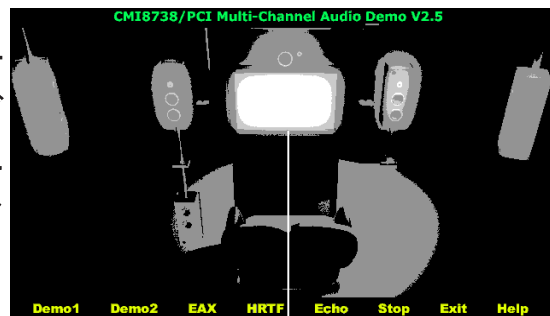 CMI8738/PCI Multi-Channel Audio Demo V2.5
Demo1 Demo2 EAX HRTF Echo Stop Exit Help